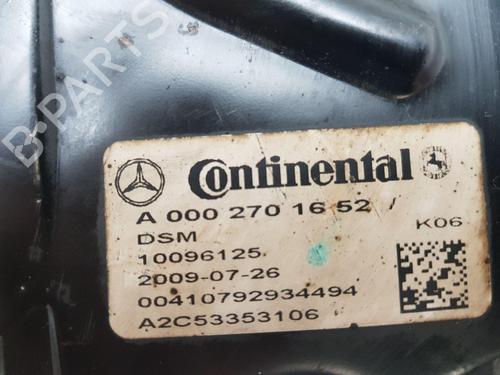 B-PARTS
Continental
A 000 270 16 52 /
DSM
K06
10096125
2009-07-26
00410792934494
A2C53353106